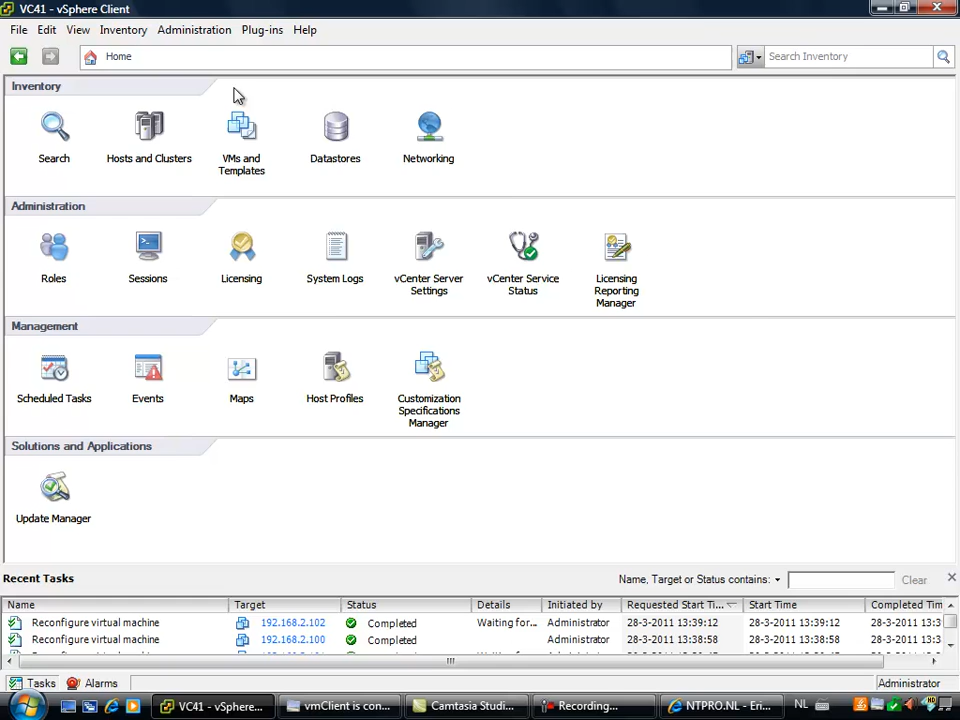 VC41 - vSphere Client
File Edit View Inventory Administration Plug-ins Help
Home
Search Inventory
Inventory
Search
Hosts and Clusters
VMs and
Templates
Datastores
Networking
Administration
Roles
Sessions
Licensing
System Logs
vCenter Server
Settings
vCenter Service
Status
Licensing
Reporting
Manager
Management
Scheduled Tasks
Events
Maps
Host Profiles
Customization
Specifications
Manager
Solutions and Applications
Update Manager
Recent Tasks
Name, Target or Status contains:
Clear
Name Target Status Details Initiated by Requested Start Ti... Start Time Completed Tim
Reconfigure virtual machine 192.168.2.102 Completed Waiting for... Administrator 28-3-2011 13:39:12 28-3-2011 13:39:12 28-3-2011 13:3
Reconfigure virtual machine 192.168.2.100 Completed Administrator 28-3-2011 13:38:58 28-3-2011 13:38:58 28-3-2011 13:3
Tasks Alarms Administrator
VC41 - vSphere... vmClient is con... Camtasia Studi... Recording... NTPRO.NL - Eri... NL